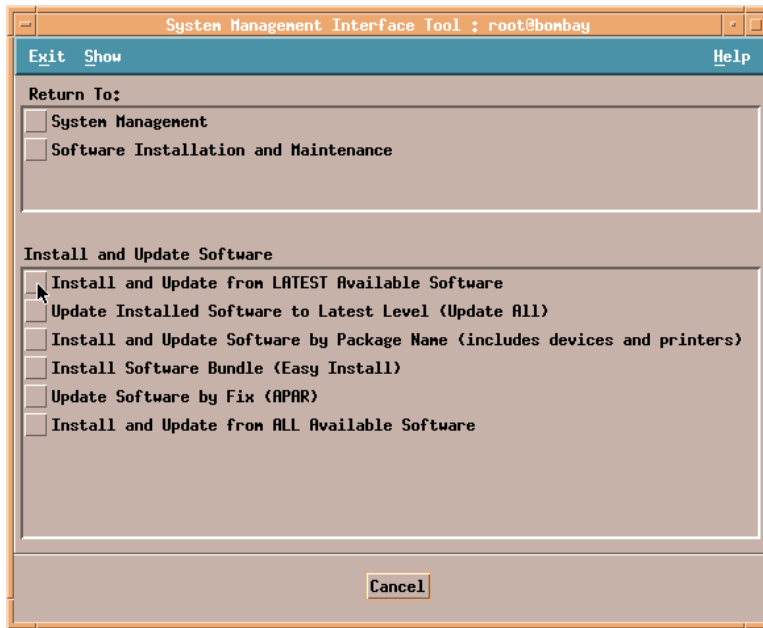 System Management Interface Tool : root@bombay
Exit Show Help
Return To:
System Management
Software Installation and Maintenance
Install and Update Software
Install and Update from LATEST Available Software
Update Installed Software to Latest Level (Update All)
Install and Update Software by Package Name (includes devices and printers)
Install Software Bundle (Easy Install)
Update Software by Fix (APAR)
Install and Update from ALL Available Software
Cancel